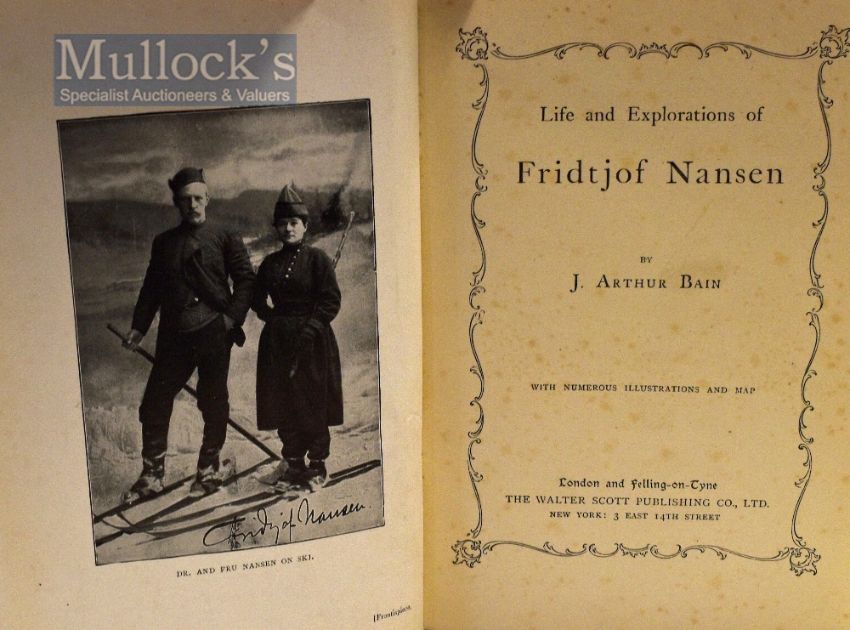 Mullock's
Specialist Auctioneers & Valuers
Fridtjof Nansen
DR. AND FRU NANSEN ON SKI.
[Frontispiece.
Life and Explorations of
Fridtjof Nansen
BY
J. ARTHUR BAIN
WITH NUMEROUS ILLUSTRATIONS AND MAP
London and Felling-on-Tyne
THE WALTER SCOTT PUBLISHING CO., LTD.
NEW YORK: 3 EAST 14TH STREET